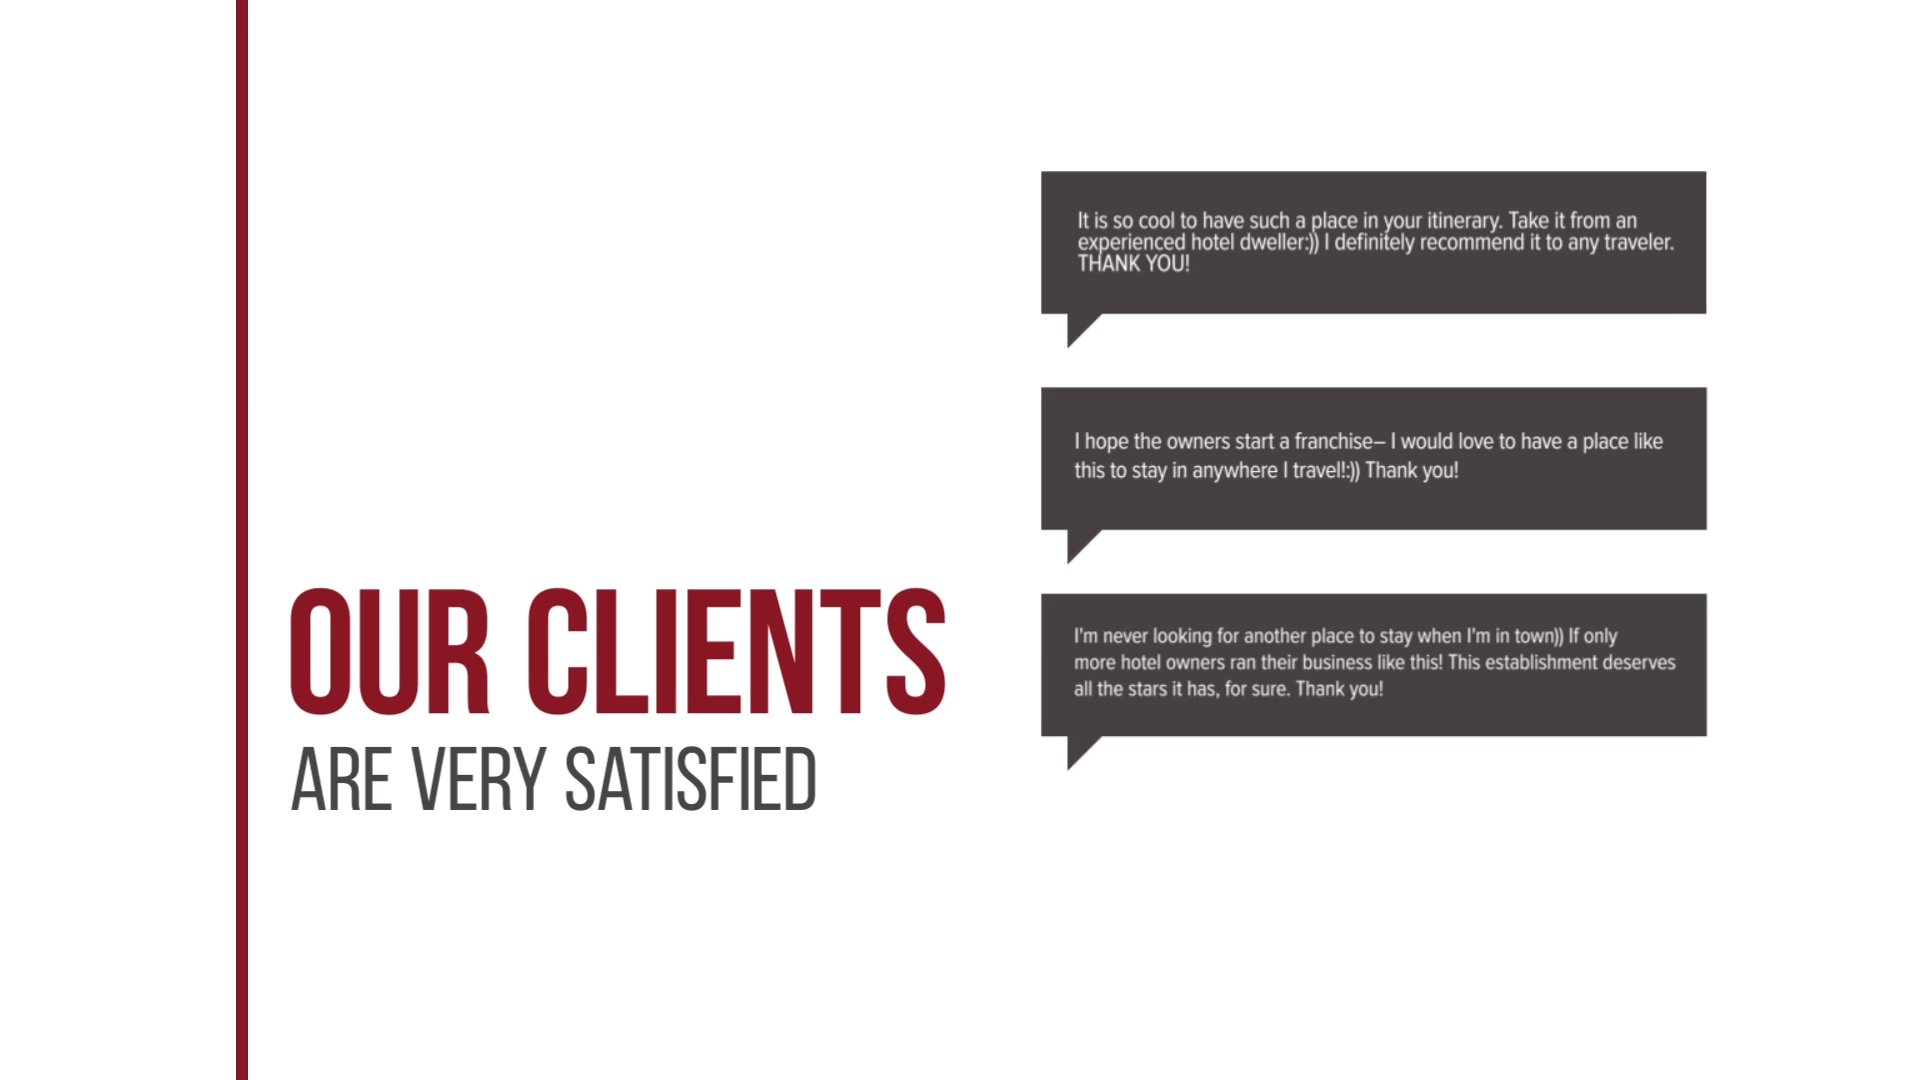 OUR CLIENTS
ARE VERY SATISFIED
It is so cool to have such a place in your itinerary. Take it from an
experienced hotel dweller:)) I definitely recommend it to any traveler.
THANK YOU!
I hope the owners start a franchise– I would love to have a place like
this to stay in anywhere I travel!:)) Thank you!
I'm never looking for another place to stay when I'm in town)) If only
more hotel owners ran their business like this! This establishment deserves
all the stars it has, for sure. Thank you!